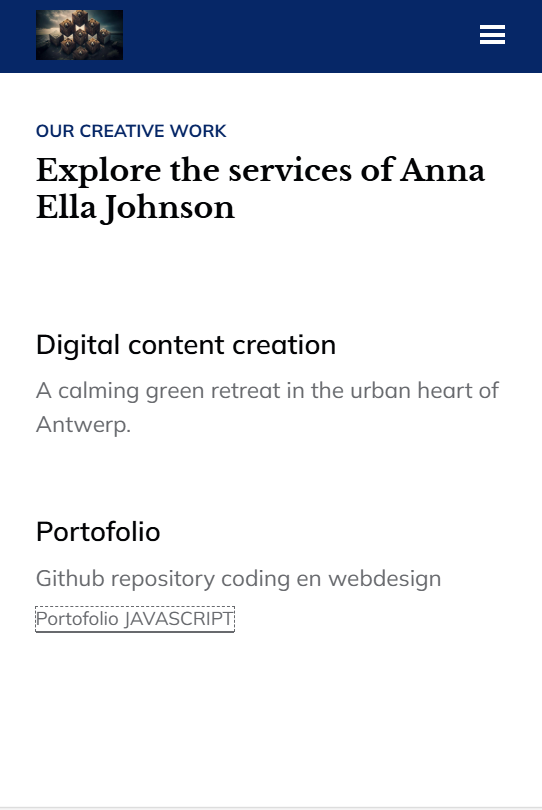 OUR CREATIVE WORK
Explore the services of Anna
Ella Johnson
Digital content creation
A calming green retreat in the urban heart of
Antwerp.
Portofolio
Github repository coding en webdesign
Portofolio JAVASCRIPT